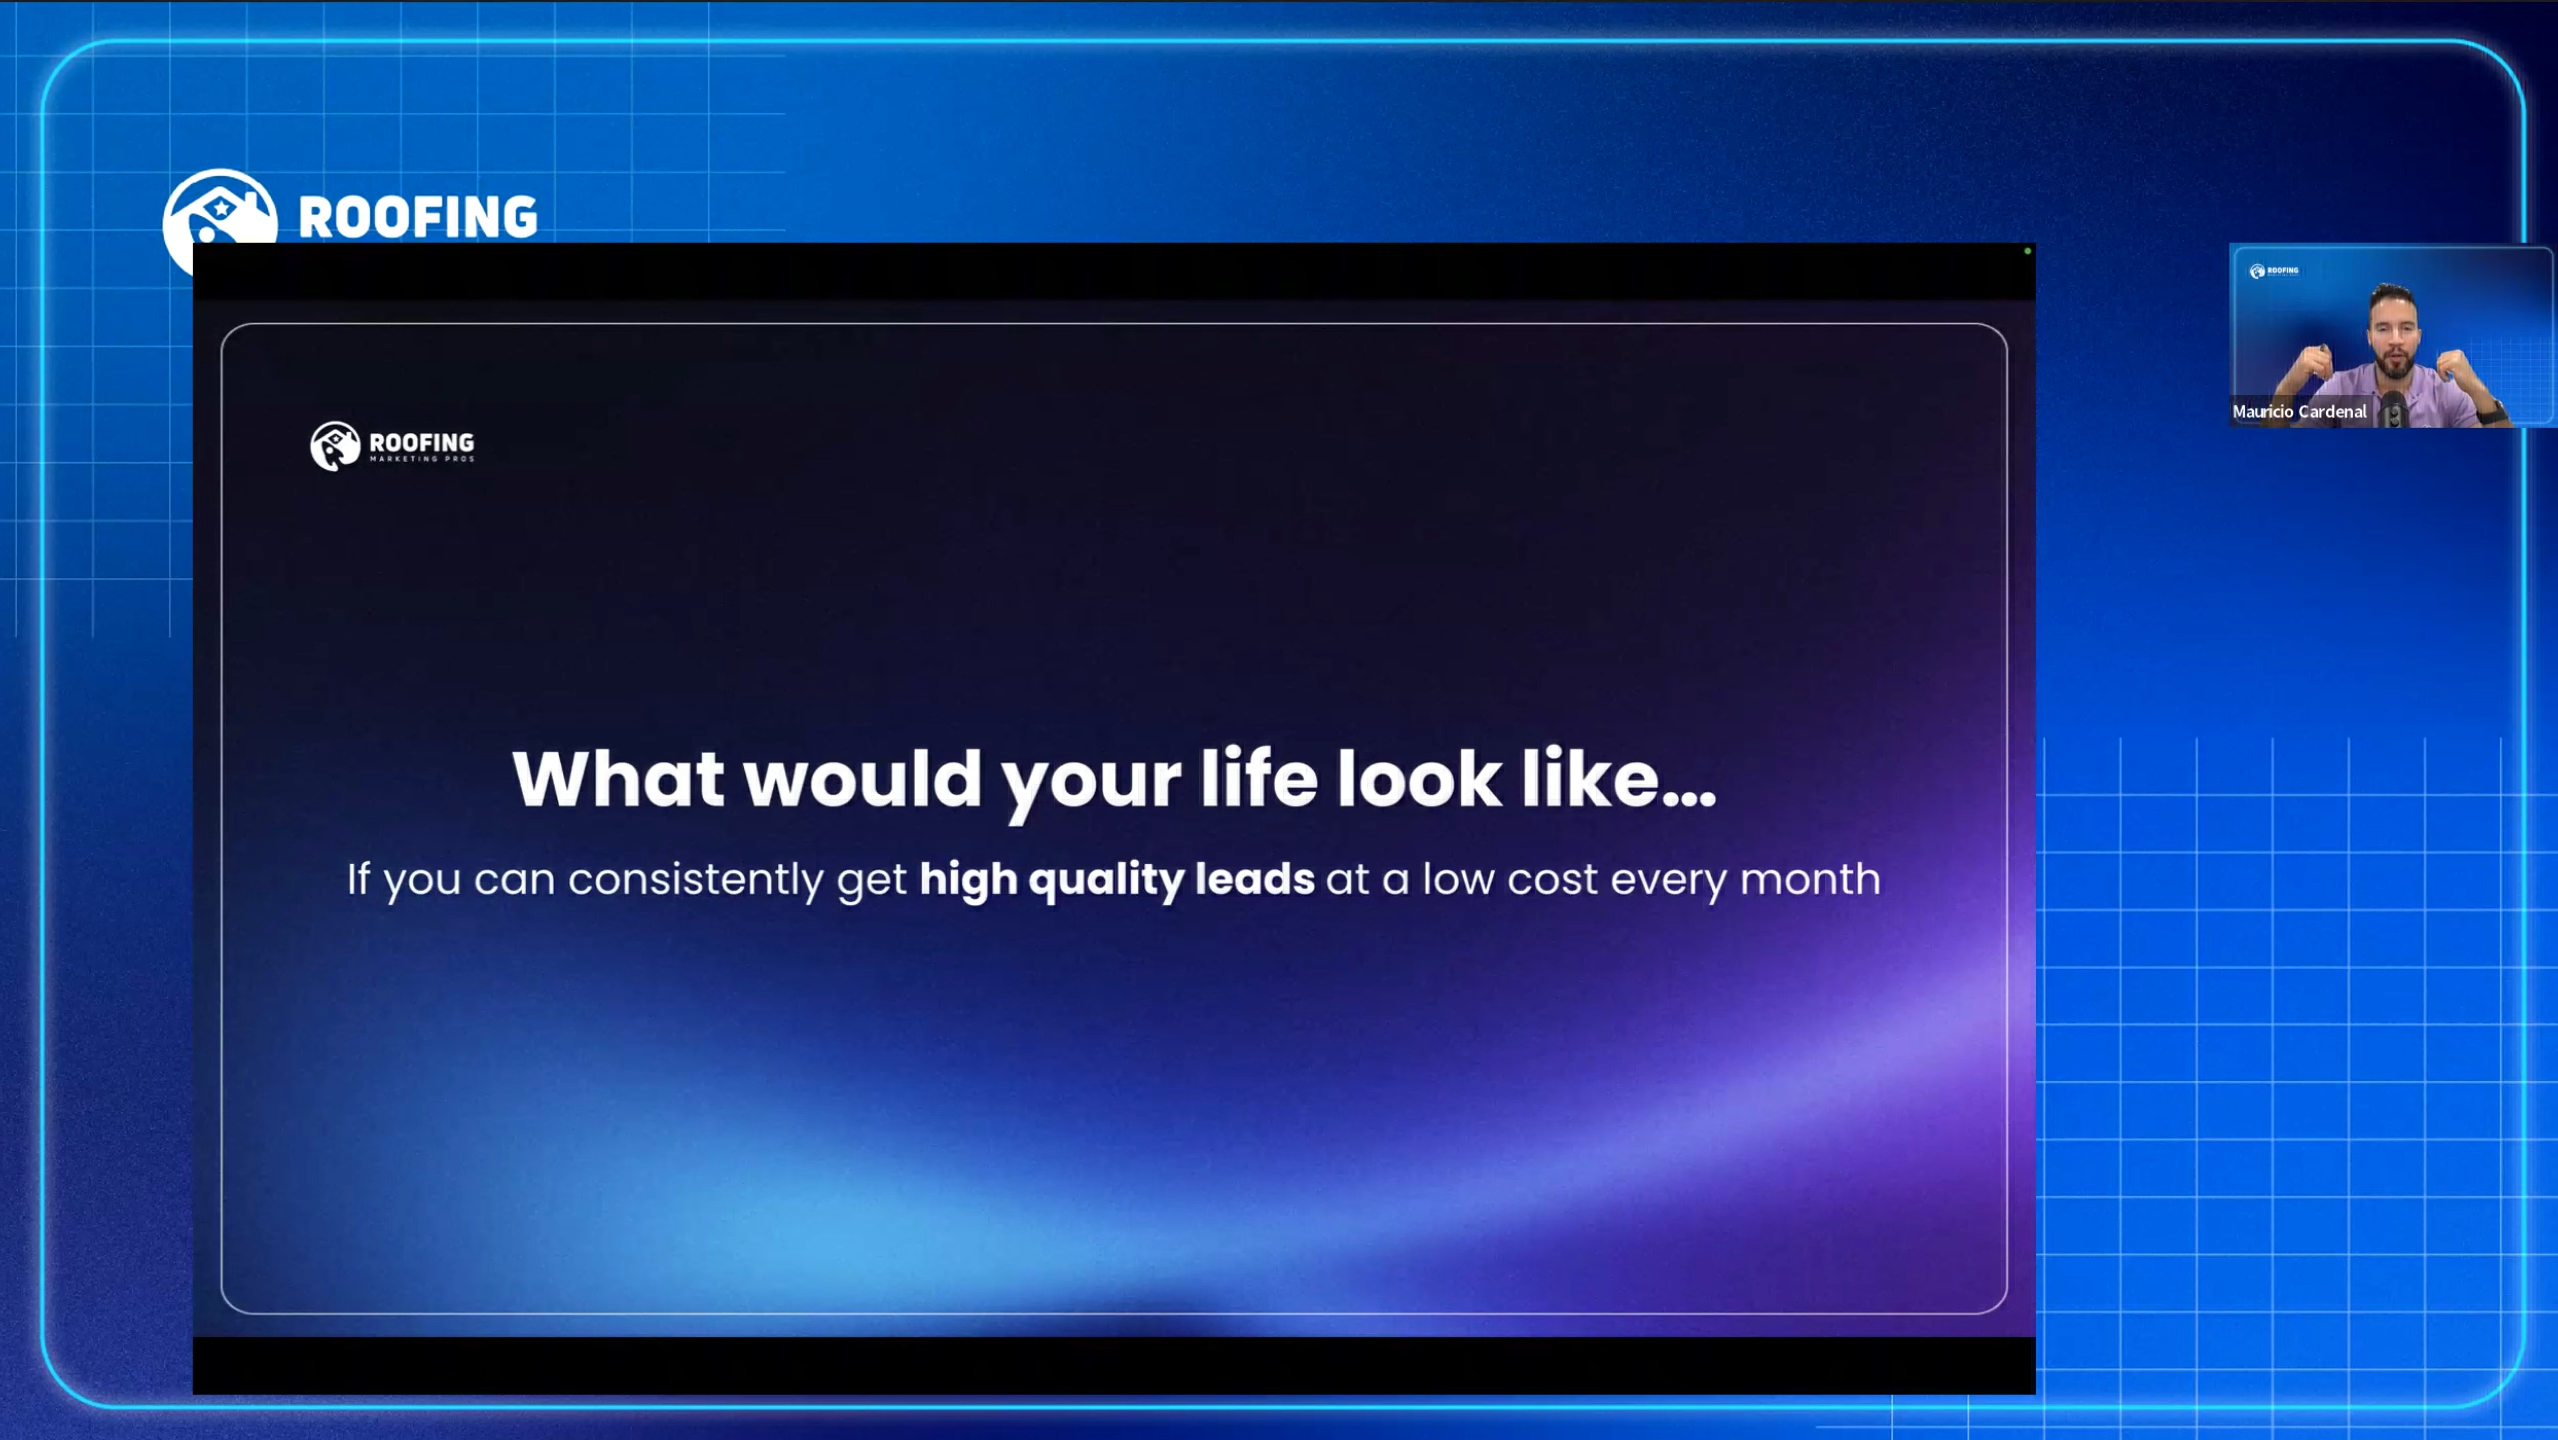 ROOFING
ROOFING
MARKETING PROS
What would your life look like...
If you can consistently get high quality leads at a low cost every month
ROOFING
Mauricio Cardenal